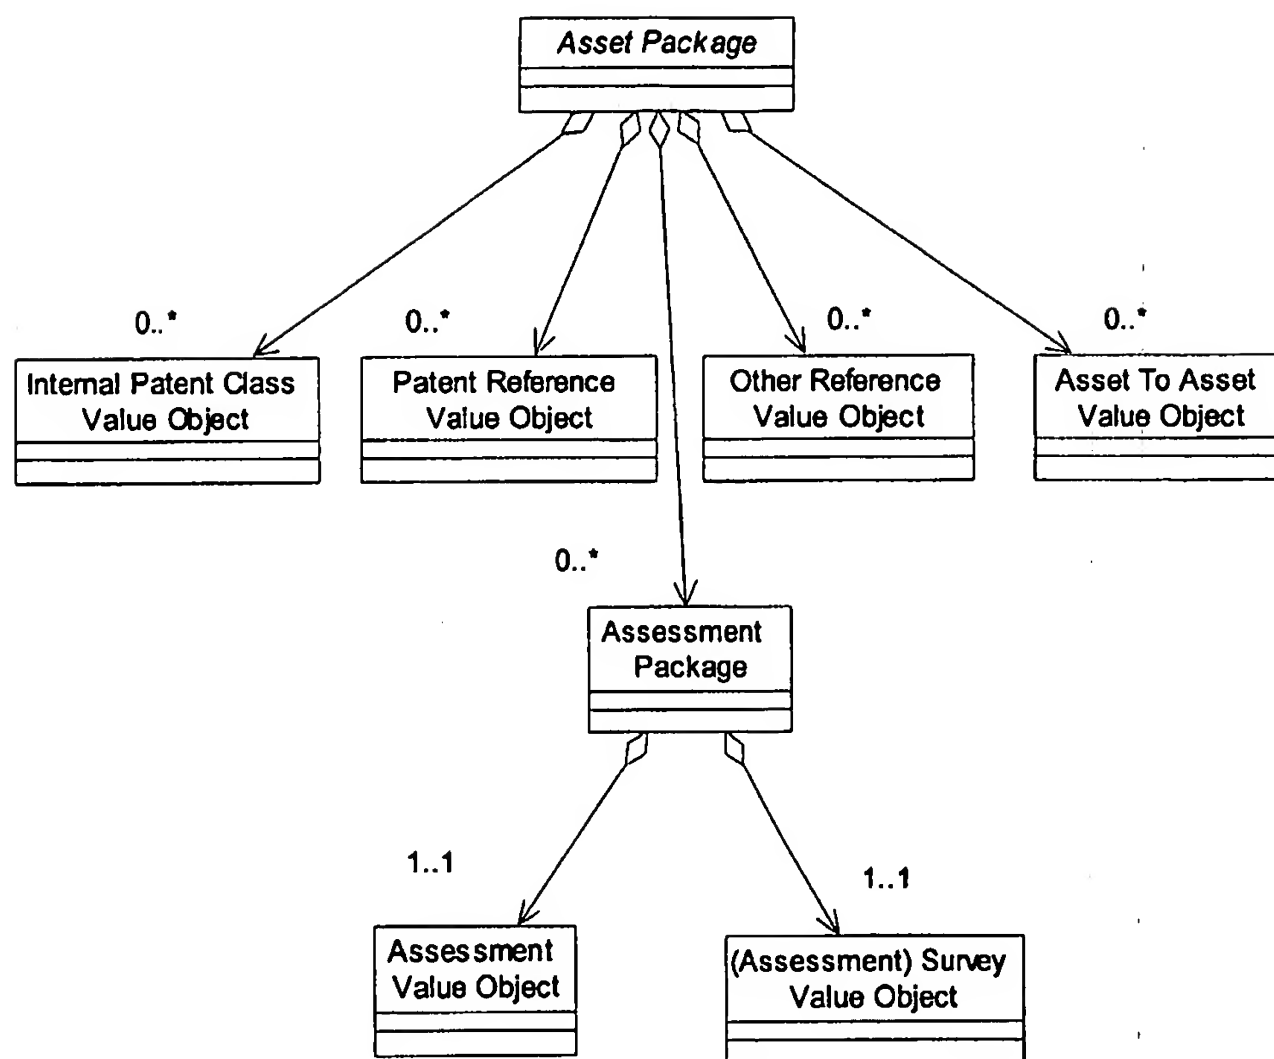 Asset Package
0..*
0..*
0..*
0..*
Internal Patent Class
Value Object
Patent Reference
Value Object
Other Reference
Value Object
Asset To Asset
Value Object
0..*
Assessment
Package
1..1
1..1
Assessment
Value Object
(Assessment) Survey
Value Object